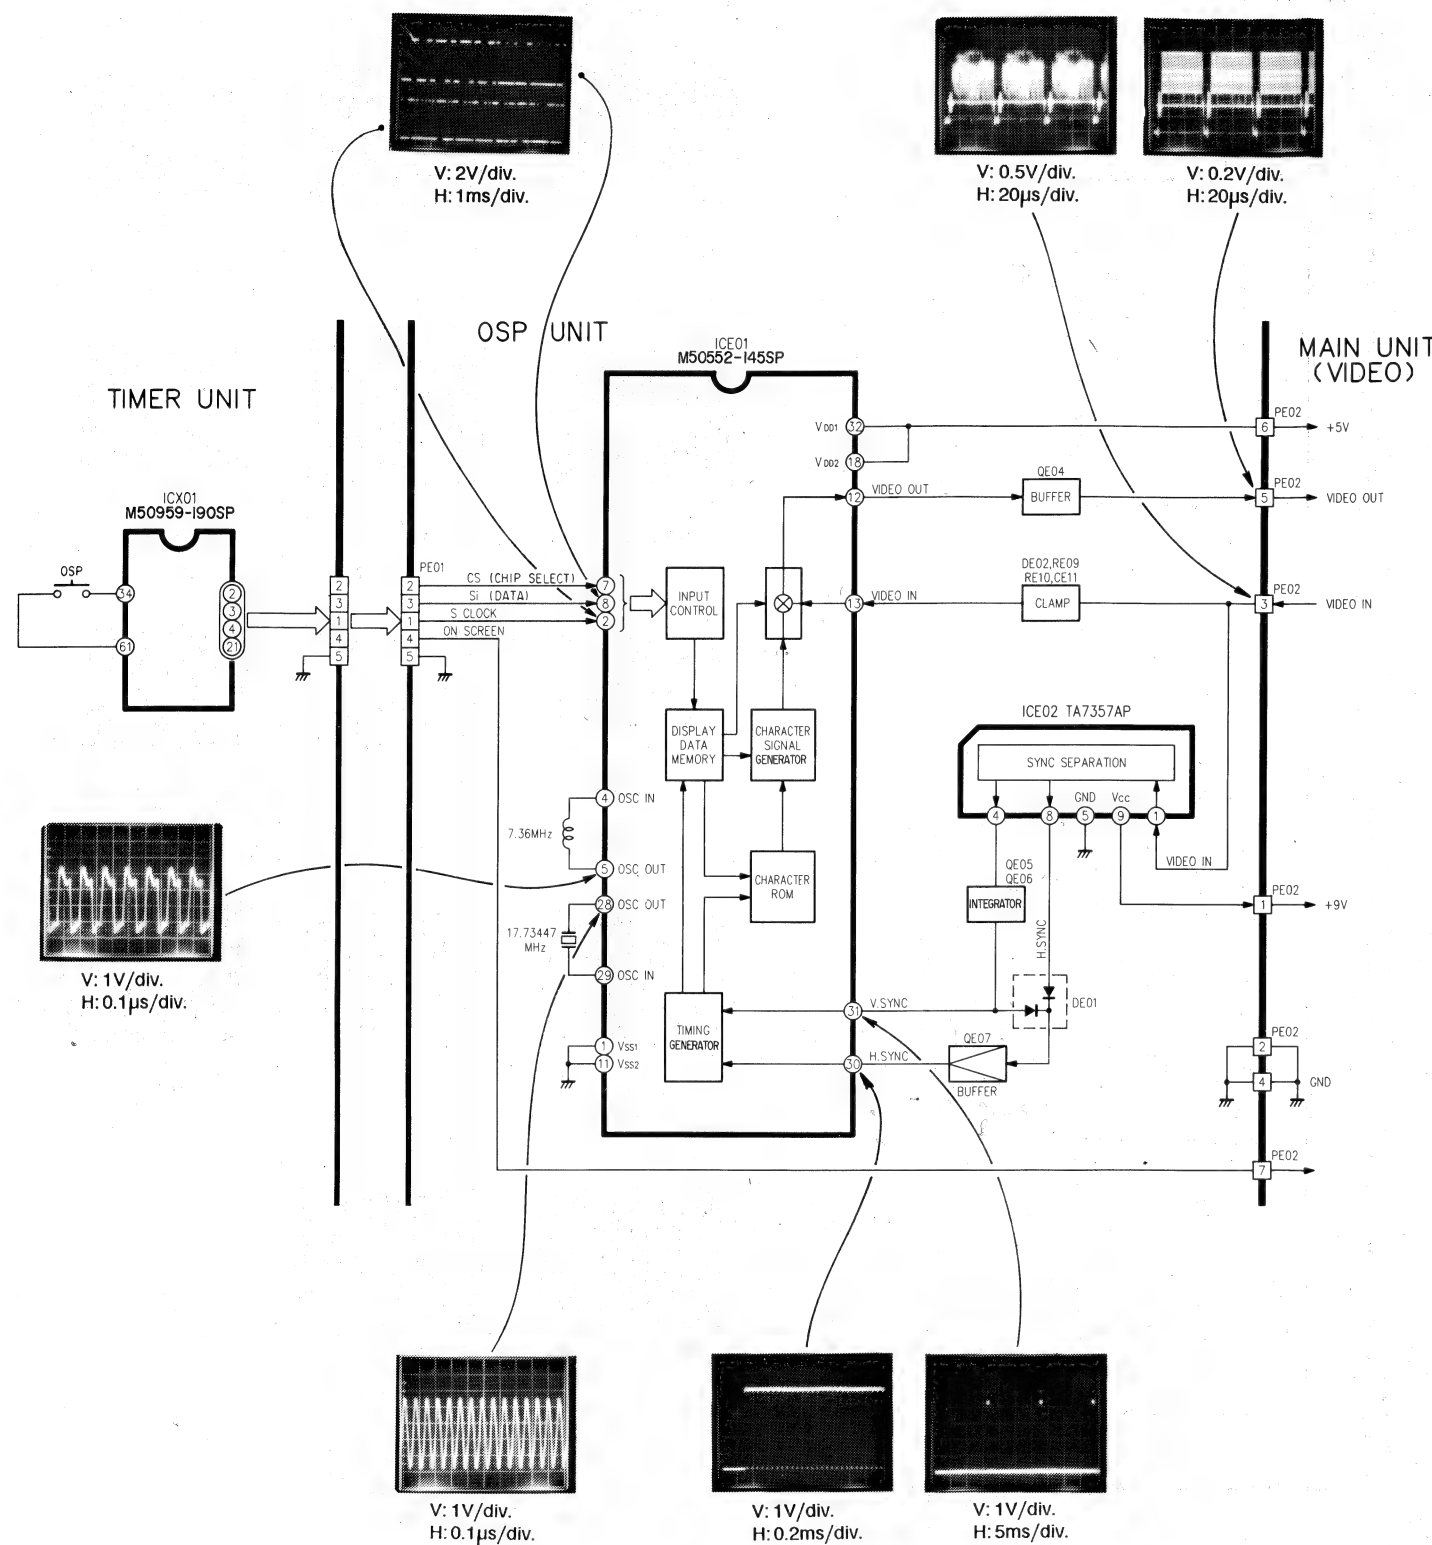 V: 2V/div.
H: 1ms/div.
V: 0.5V/div.
H: 20µs/div.
V: 0.2V/div.
H: 20µs/div.
OSP UNIT
TIMER UNIT
MAIN UNIT
(VIDEO)
ICE01
M50552-145SP
VDD1
32
VDD2
18
PE02
6
+5V
12
VIDEO OUT
QE04
BUFFER
PE02
5
VIDEO OUT
ICX01
M50959-190SP
OSP
34
61
2
3
4
21
2
3
1
4
5
PE01
2
3
1
4
5
CS (CHIP SELECT)
Si (DATA)
S CLOCK
ON SCREEN
7
8
2
INPUT
CONTROL
13
VIDEO IN
DE02,RE09
RE10,CE11
CLAMP
PE02
3
VIDEO IN
DISPLAY
DATA
MEMORY
CHARACTER
SIGNAL
GENERATOR
ICE02 TA7357AP
SYNC SEPARATION
GND
Vcc
4
8
5
9
1
VIDEO IN
4
OSC IN
7.36MHz
5
OSC OUT
28
OSC OUT
17.73447
MHz
29
OSC IN
CHARACTER
ROM
QE05
QE06
INTEGRATOR
H.SYNC
PE02
1
+9V
V: 1V/div.
H: 0.1µs/div.
TIMING
GENERATOR
31
V.SYNC
DE01
30
H.SYNC
QE07
BUFFER
1
VSS1
11
VSS2
PE02
2
4
GND
PE02
7
V: 1V/div.
H: 0.1µs/div.
V: 1V/div.
H: 0.2ms/div.
V: 1V/div.
H: 5ms/div.